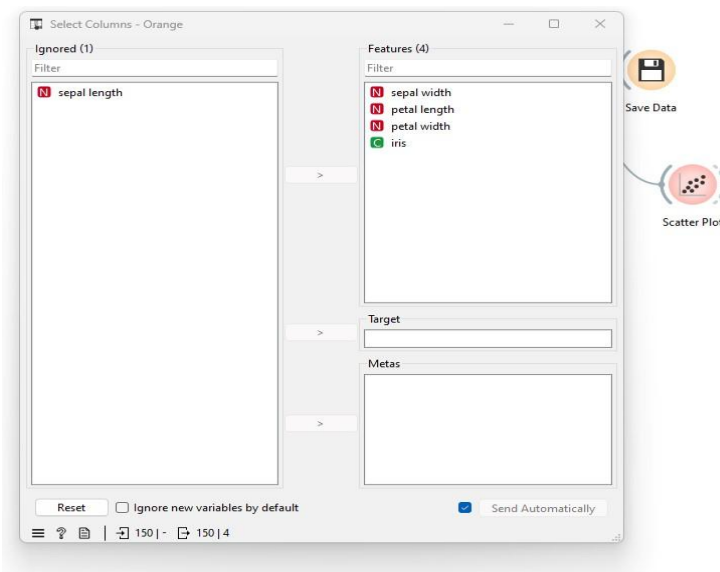 Select Columns - Orange
Ignored (1)
Filter
N sepal length
>
>
>
Features (4)
Filter
N sepal width
N petal length
N petal width
C iris
Target
Metas
Reset
Ignore new variables by default
Send Automatically
? 150 | - 150 | 4
Save Data
Scatter Plot